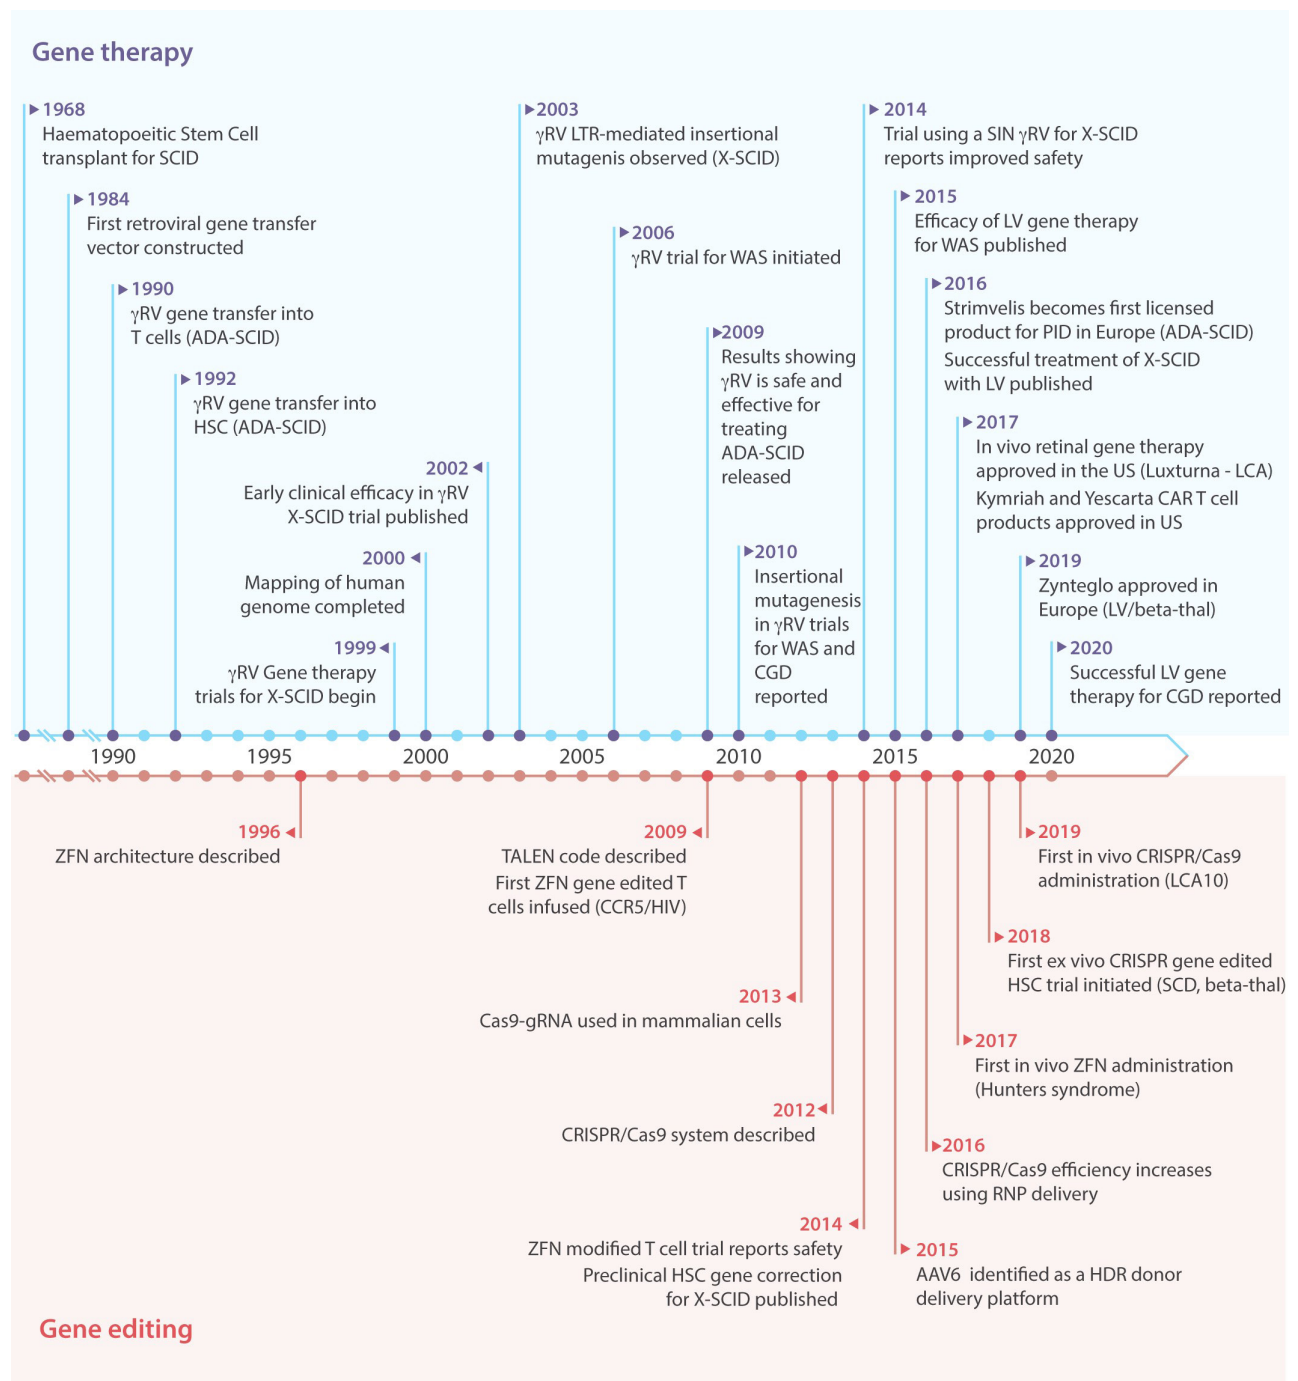 Gene therapy
1968
Haematopoeitic Stem Cell
transplant for SCID
1984
First retroviral gene transfer
vector constructed
1990
γRV gene transfer into
T cells (ADA-SCID)
1992
γRV gene transfer into
HSC (ADA-SCID)
2002
Early clinical efficacy in γRV
X-SCID trial published
2000
Mapping of human
genome completed
1999
γRV Gene therapy
trials for X-SCID begin
2003
γRV LTR-mediated insertional
mutagenis observed (X-SCID)
2006
γRV trial for WAS initiated
2009
Results showing
γRV is safe and
effective for
treating
ADA-SCID
released
2010
Insertional
mutagenesis
in γRV trials
for WAS and
CGD
reported
2014
Trial using a SIN γRV for X-SCID
reports improved safety
2015
Efficacy of LV gene therapy
for WAS published
2016
Strimvelis becomes first licensed
product for PID in Europe (ADA-SCID)
Successful treatment of X-SCID
with LV published
2017
In vivo retinal gene therapy
approved in the US (Luxturna - LCA)
Kymriah and Yescarta CAR T cell
products approved in US
2019
Zynteglo approved in
Europe (LV/beta-thal)
2020
Successful LV gene
therapy for CGD reported
1990 1995 2000 2005 2010 2015 2020
1996
ZFN architecture described
2009
TALEN code described
First ZFN gene edited T
cells infused (CCR5/HIV)
2013
Cas9-gRNA used in mammalian cells
2012
CRISPR/Cas9 system described
2014
ZFN modified T cell trial reports safety
Preclinical HSC gene correction
for X-SCID published
2019
First in vivo CRISPR/Cas9
administration (LCA10)
2018
First ex vivo CRISPR gene edited
HSC trial initiated (SCD, beta-thal)
2017
First in vivo ZFN administration
(Hunters syndrome)
2016
CRISPR/Cas9 efficiency increases
using RNP delivery
2015
AAV6 identified as a HDR donor
delivery platform
Gene editing